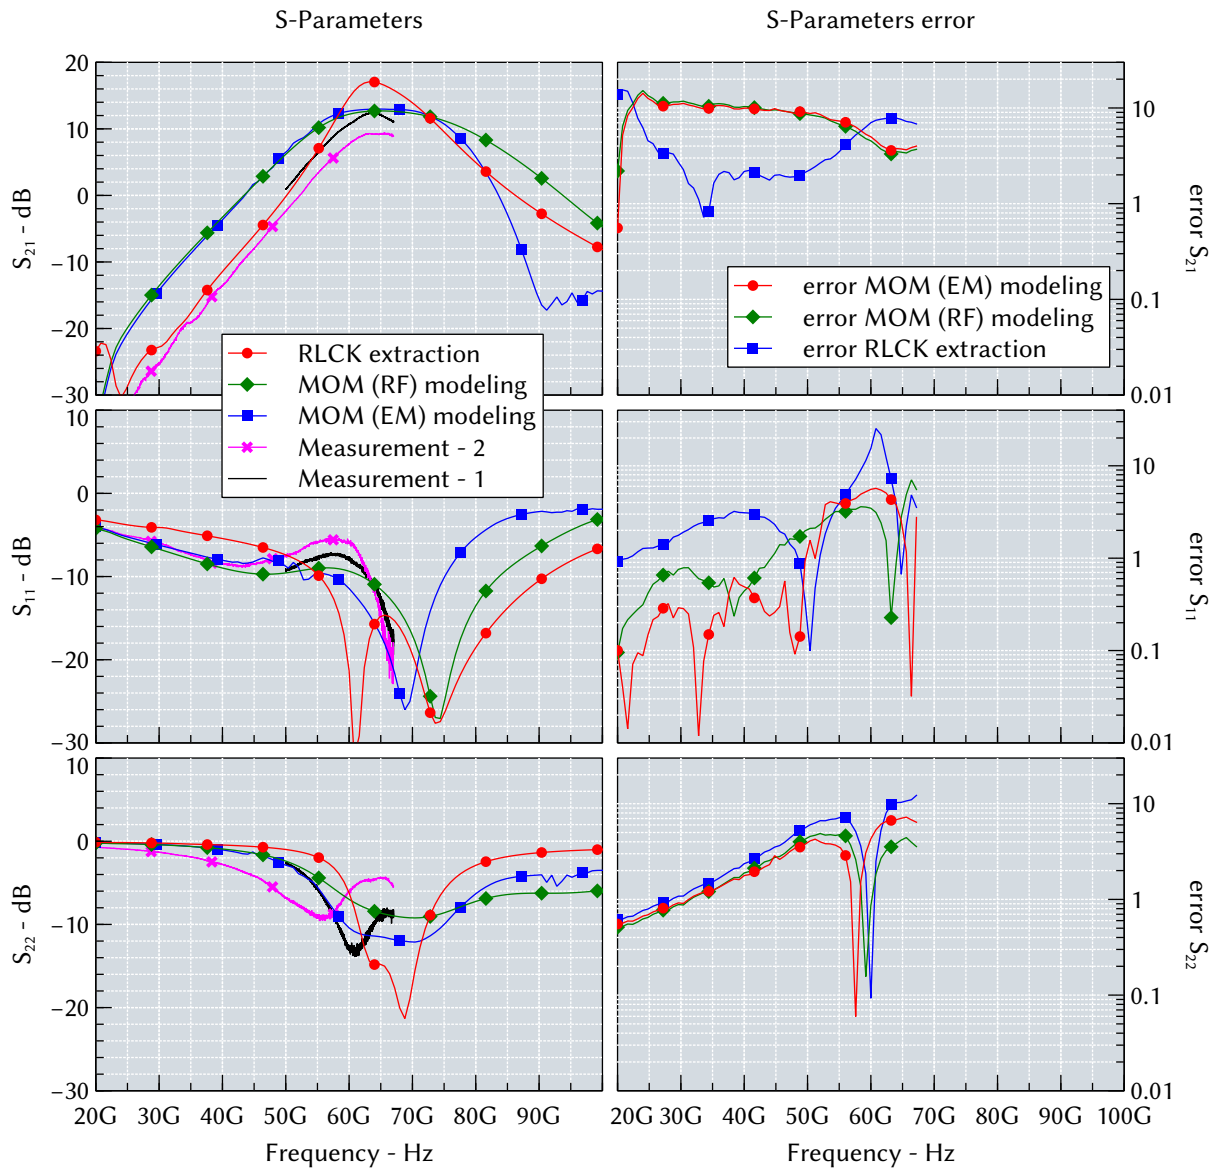 S-Parameters
S-Parameters error
20
10
0
−10
−20
−30
S21 - dB
10
1
0.1
0.01
error S21
RLCK extraction
MOM (RF) modeling
MOM (EM) modeling
Measurement - 2
Measurement - 1
error MOM (EM) modeling
error MOM (RF) modeling
error RLCK extraction
10
0
−10
−20
−30
S11 - dB
10
1
0.1
0.01
error S11
10
0
−10
−20
−30
S22 - dB
10
1
0.1
0.01
error S22
20G 30G 40G 50G 60G 70G 80G 90G
20G 30G 40G 50G 60G 70G 80G 90G 100G
Frequency - Hz
Frequency - Hz